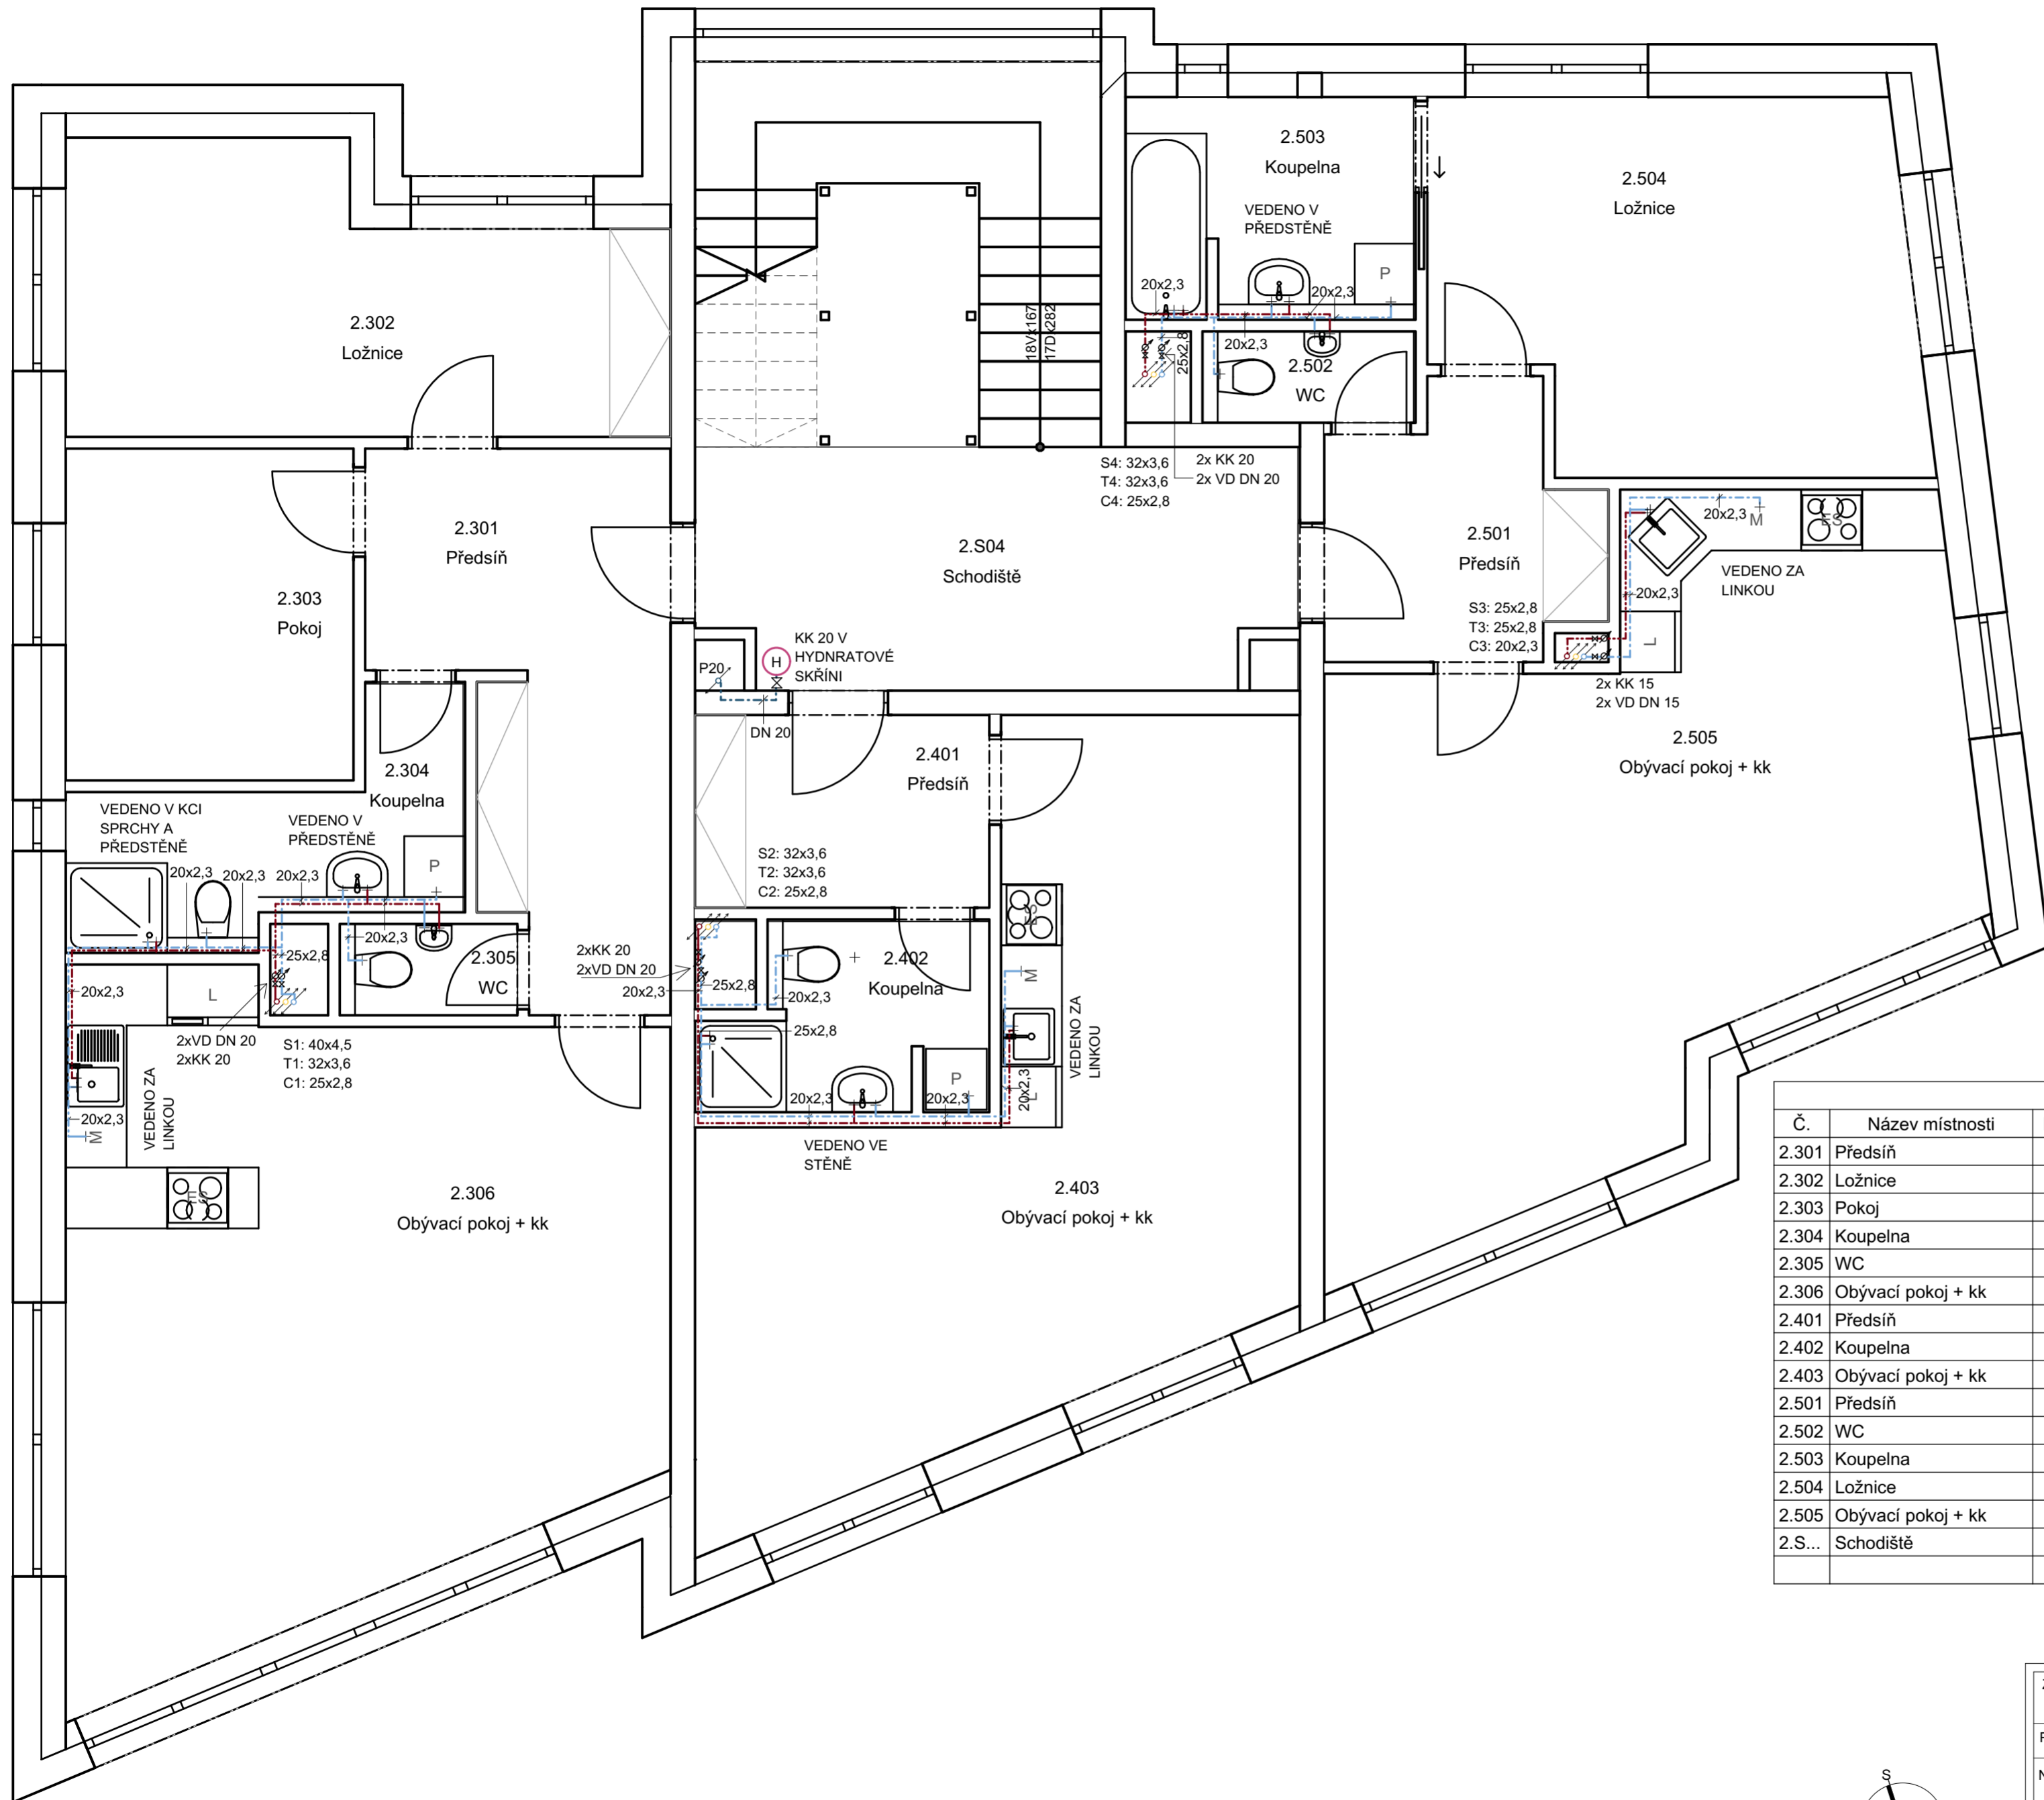 2.503
Koupelna
VEDENO V
PŘEDSTĚNĚ
P
20x2,3
20x2,3
2.504
Ložnice
20x2,3
25x2,8
2.502
WC
18Vx167
17Dx282
2.302
Ložnice
S4: 32x3,6
T4: 32x3,6
C4: 25x2,8
2x KK 20
2x VD DN 20
2.301
Předsíň
2.303
Pokoj
2.S04
Schodiště
2.501
Předsíň
S3: 25x2,8
T3: 25x2,8
C3: 20x2,3
20x2,3
M
ES
VEDENO ZA
LINKOU
20x2,3
L
2x KK 15
2x VD DN 15
2.505
Obývací pokoj + kk
P20
H
KK 20 V
HYDNRATOVÉ
SKŘÍNI
DN 20
2.401
Předsíň
S2: 32x3,6
T2: 32x3,6
C2: 25x2,8
2.304
Koupelna
VEDENO V KCI
SPRCHY A
PŘEDSTĚNĚ
VEDENO V
PŘEDSTĚNĚ
P
20x2,3
20x2,3
20x2,3
20x2,3
25x2,8
2.305
WC
20x2,3
L
2xVD DN 20
2xKK 20
S1: 40x4,5
T1: 32x3,6
C1: 25x2,8
VEDENO ZA
LINKOU
20x2,3
M
ES
2.306
Obývací pokoj + kk
2xKK 20
2xVD DN 20
20x2,3
25x2,8
20x2,3
25x2,8
2.402
Koupelna
ES
M
VEDENO ZA
LINKOU
P
20x2,3
20x2,3
20x2,3
L
VEDENO VE
STĚNĚ
2.403
Obývací pokoj + kk
Č. Název místnosti
2.301 Předsíň
2.302 Ložnice
2.303 Pokoj
2.304 Koupelna
2.305 WC
2.306 Obývací pokoj + kk
2.401 Předsíň
2.402 Koupelna
2.403 Obývací pokoj + kk
2.501 Předsíň
2.502 WC
2.503 Koupelna
2.504 Ložnice
2.505 Obývací pokoj + kk
2.S... Schodiště
S